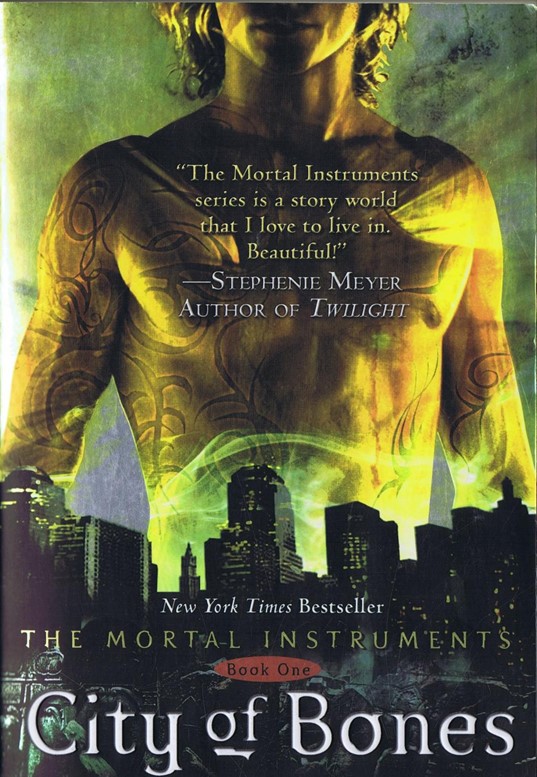 “The Mortal Instruments
series is a story world
that I love to live in.
Beautiful!”
—Stephenie Meyer
Author of Twilight
New York Times Bestseller
THE MORTAL INSTRUMENTS
Book One
City of Bones